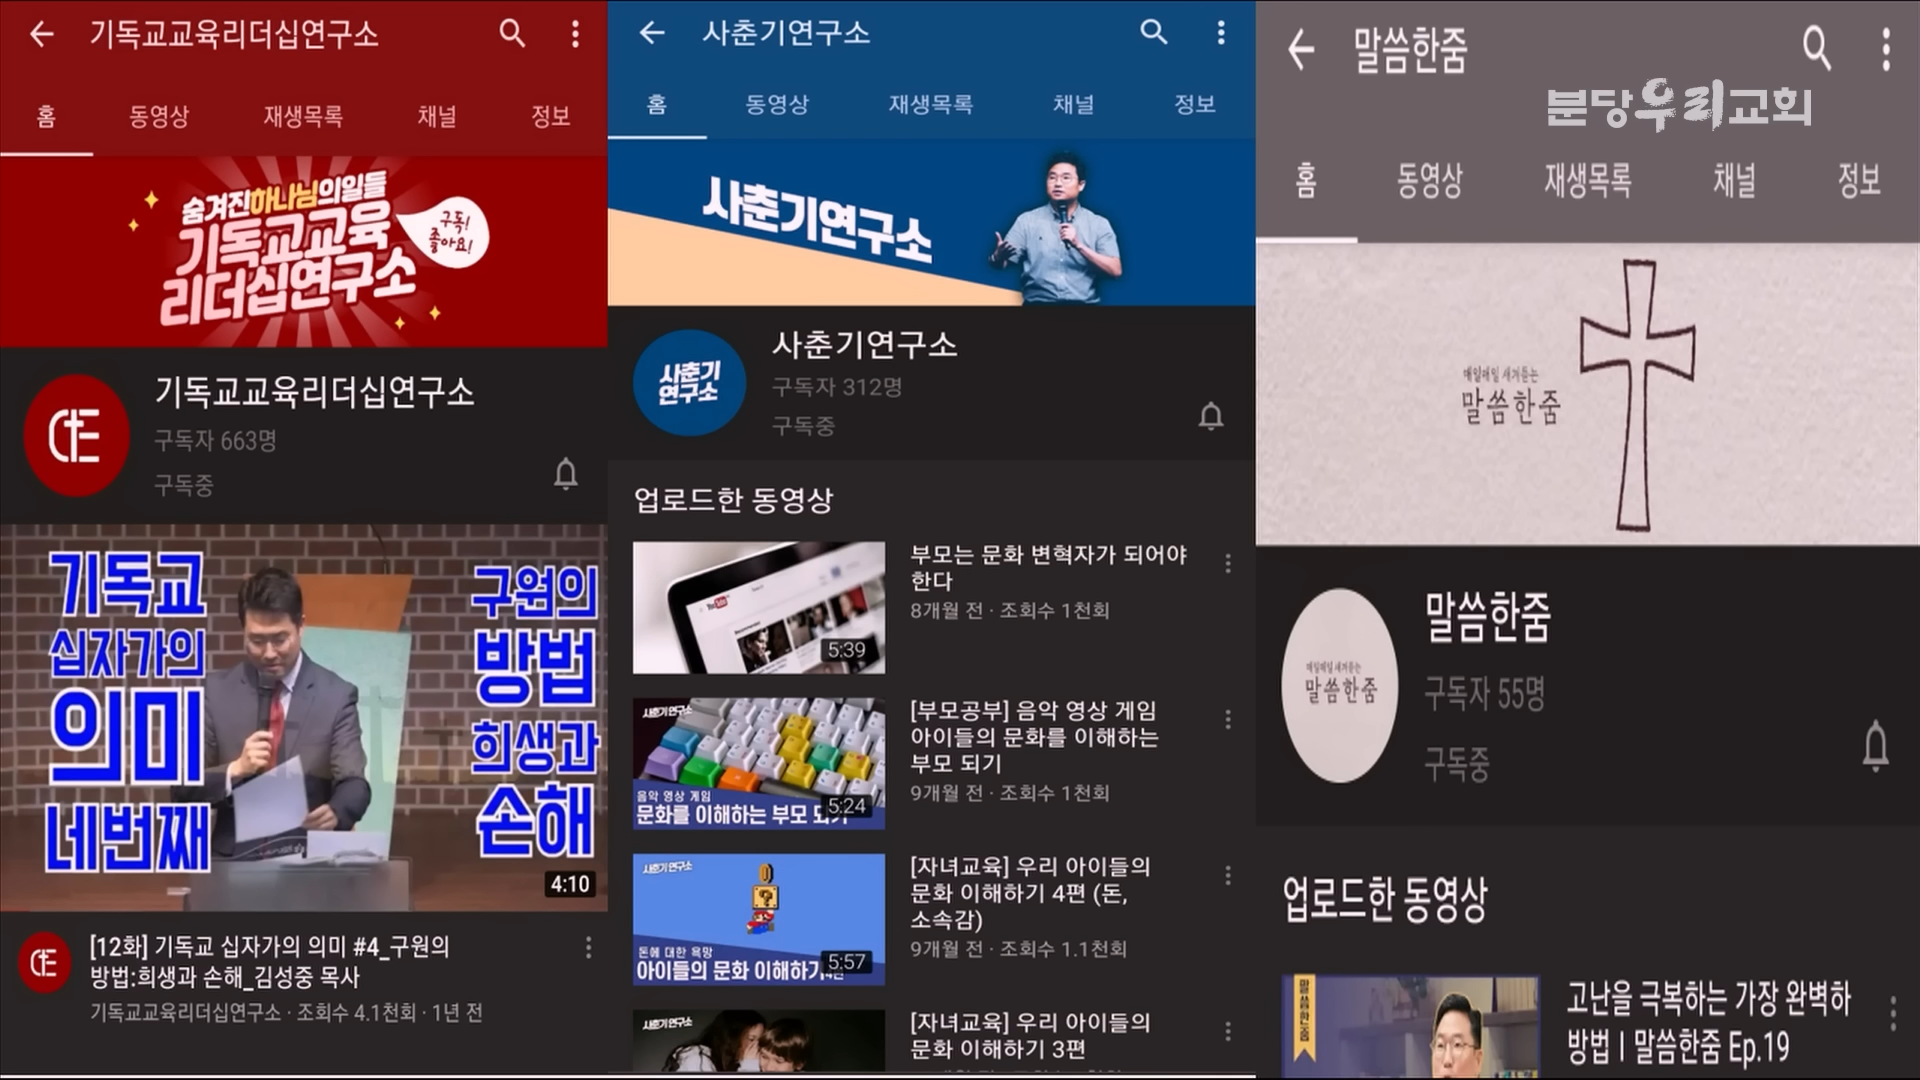 기독교교육리더십연구소
홈 동영상 재생목록 채널 정보
숨겨진하나님의일들
기독교교육
리더십연구소
구독!
좋아요!
기독교교육리더십연구소
구독자 663명
구독중
기독교
십자가의
의미
네번째
구원의
방법
희생과
손해
4:10
[12화] 기독교 십자가의 의미 #4_구원의
방법:희생과 손해_김성중 목사
기독교교육리더십연구소 · 조회수 4.1천회 · 1년 전
사춘기연구소
홈 동영상 재생목록 채널 정보
사춘기연구소
사춘기
연구소
사춘기연구소
구독자 312명
구독중
업로드한 동영상
YouTube
5:39
부모는 문화 변혁자가 되어야
한다
8개월 전 · 조회수 1천회
사춘기연구소
음악 영상 게임
문화를 이해하는 부모 되기
5:24
[부모공부] 음악 영상 게임
아이들의 문화를 이해하는
부모 되기
9개월 전 · 조회수 1천회
사춘기연구소
돈에 대한 욕망
아이들의 문화 이해하기
5:57
[자녀교육] 우리 아이들의
문화 이해하기 4편 (돈,
소속감)
9개월 전 · 조회수 1.1천회
사춘기연구소
[자녀교육] 우리 아이들의
문화 이해하기 3편
말씀한줌
분당우리교회
홈 동영상 재생목록 채널 정보
매일매일 새겨듣는
말씀한줌
매일매일 새겨듣는
말씀한줌
말씀한줌
구독자 55명
구독중
업로드한 동영상
말씀한줌
고난을 극복하는 가장 완벽하
방법 | 말씀한줌 Ep.19